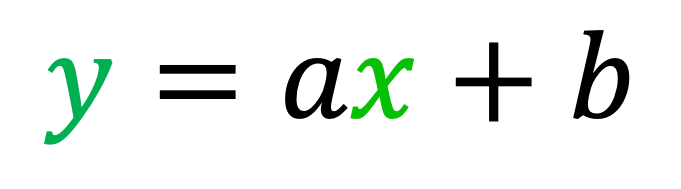 y = ax + b